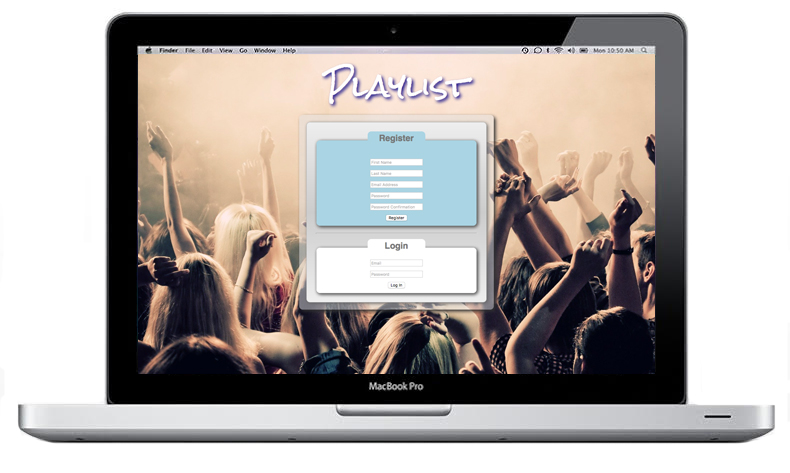 Finder File Edit View Go Window Help Mon 10:50 AM
Playlist
Register
First Name
Last Name
Email Address
Password
Password Confirmation
Register
Login
Email
Password
Log In
MacBook Pro